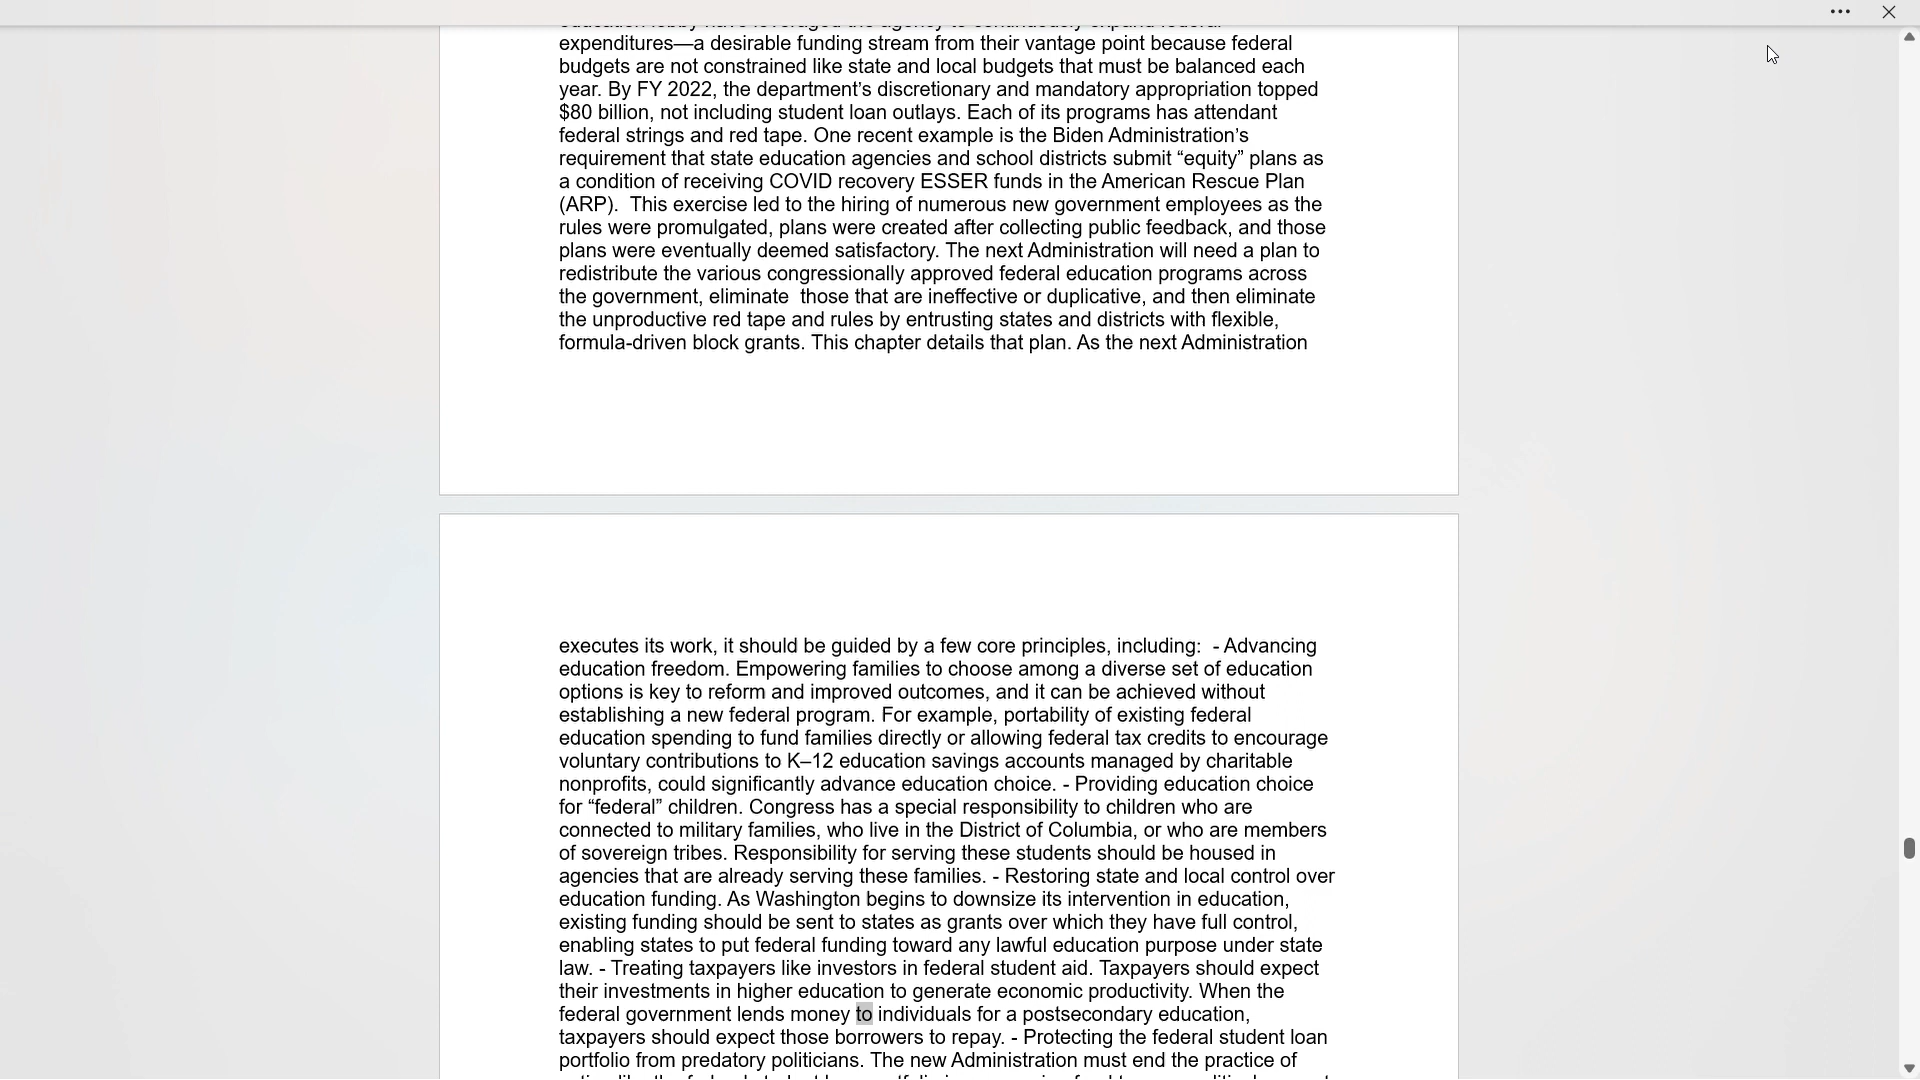 education lobby have leveraged the agency to continuously expand federal
expenditures—a desirable funding stream from their vantage point because federal
budgets are not constrained like state and local budgets that must be balanced each
year. By FY 2022, the department’s discretionary and mandatory appropriation topped
$80 billion, not including student loan outlays. Each of its programs has attendant
federal strings and red tape. One recent example is the Biden Administration’s
requirement that state education agencies and school districts submit “equity” plans as
a condition of receiving COVID recovery ESSER funds in the American Rescue Plan
(ARP).  This exercise led to the hiring of numerous new government employees as the
rules were promulgated, plans were created after collecting public feedback, and those
plans were eventually deemed satisfactory. The next Administration will need a plan to
redistribute the various congressionally approved federal education programs across
the government, eliminate  those that are ineffective or duplicative, and then eliminate
the unproductive red tape and rules by entrusting states and districts with flexible,
formula-driven block grants. This chapter details that plan. As the next Administration
executes its work, it should be guided by a few core principles, including:  - Advancing
education freedom. Empowering families to choose among a diverse set of education
options is key to reform and improved outcomes, and it can be achieved without
establishing a new federal program. For example, portability of existing federal
education spending to fund families directly or allowing federal tax credits to encourage
voluntary contributions to K–12 education savings accounts managed by charitable
nonprofits, could significantly advance education choice. - Providing education choice
for “federal” children. Congress has a special responsibility to children who are
connected to military families, who live in the District of Columbia, or who are members
of sovereign tribes. Responsibility for serving these students should be housed in
agencies that are already serving these families. - Restoring state and local control over
education funding. As Washington begins to downsize its intervention in education,
existing funding should be sent to states as grants over which they have full control,
enabling states to put federal funding toward any lawful education purpose under state
law. - Treating taxpayers like investors in federal student aid. Taxpayers should expect
their investments in higher education to generate economic productivity. When the
federal government lends money to individuals for a postsecondary education,
taxpayers should expect those borrowers to repay. - Protecting the federal student loan
portfolio from predatory politicians. The new Administration must end the practice of